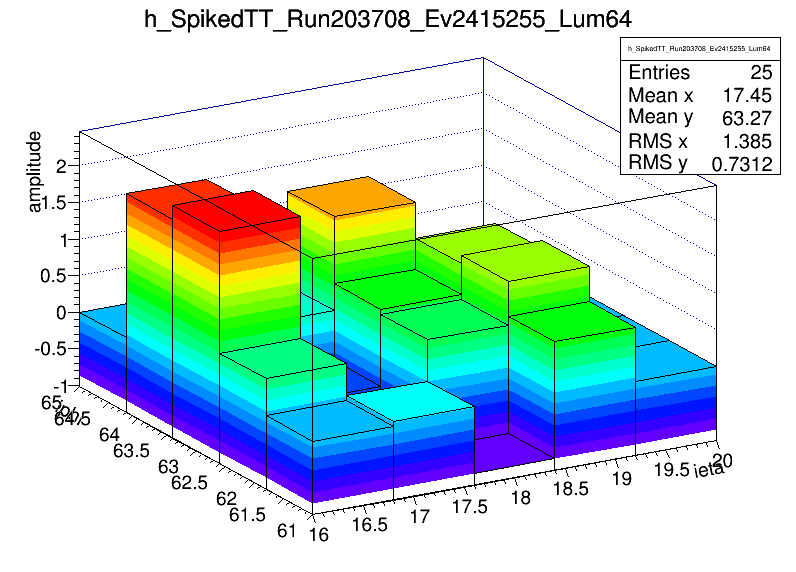 h_SpikedTT_Run203708_Ev2415255_Lum64
h_SpikedTT_Run203708_Ev2415255_Lum64
Entries 25
Mean x 17.45
Mean y 63.27
RMS x 1.385
RMS y 0.7312
amplitude
2
1.5
1
0.5
0
-0.5
-1
65
64.5
64
63.5
63
62.5
62
61.5
61
16
16.5
17
17.5
18
18.5
19
19.5
20
ieta